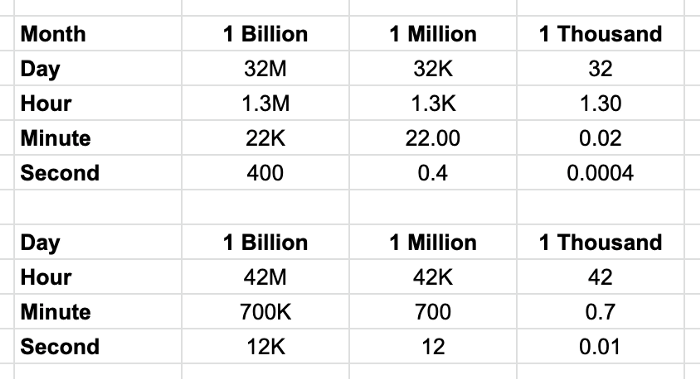 Month 1 Billion 1 Million 1 Thousand
Day 32M 32K 32
Hour 1.3M 1.3K 1.30
Minute 22K 22.00 0.02
Second 400 0.4 0.0004
Day 1 Billion 1 Million 1 Thousand
Hour 42M 42K 42
Minute 700K 700 0.7
Second 12K 12 0.01